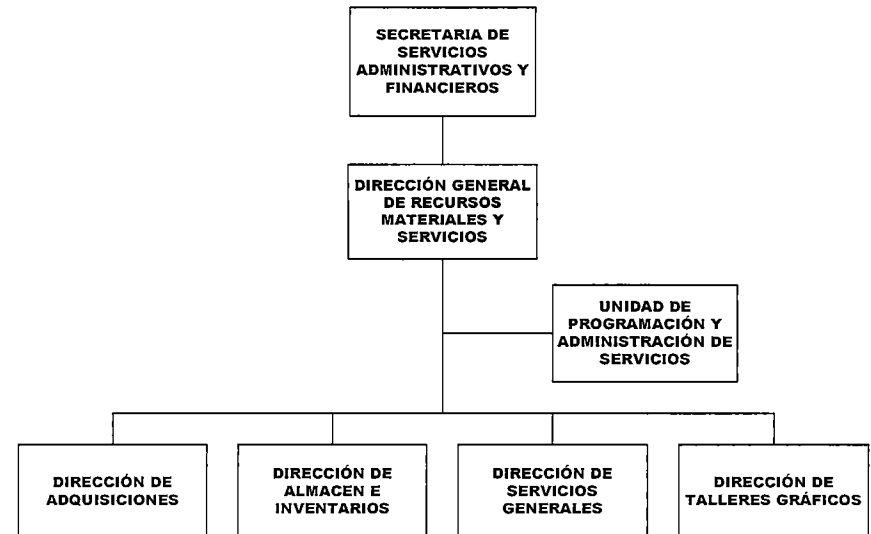 SECRETARIA DE
SERVICIOS
ADMINISTRATIVOS Y
FINANCIEROS
DIRECCIÓN GENERAL
DE RECURSOS
MATERIALES Y
SERVICIOS
UNIDAD DE
PROGRAMACIÓN Y
ADMINISTRACIÓN DE
SERVICIOS
DIRECCIÓN DE
ADQUISICIONES
DIRECCIÓN DE
ALMACEN E
INVENTARIOS
DIRECCIÓN DE
SERVICIOS
GENERALES
DIRECCIÓN DE
TALLERES GRÁFICOS